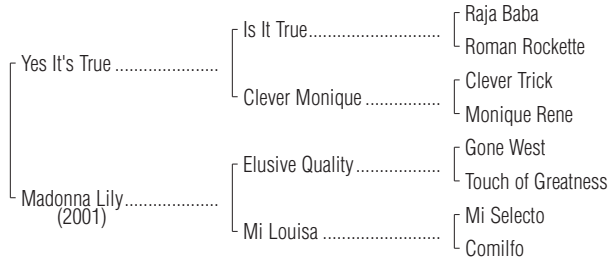 Raja Baba
Is It True
Roman Rockette
Yes It's True
Clever Trick
Clever Monique
Monique Rene
Gone West
Elusive Quality
Touch of Greatness
Madonna Lily
(2001)
Mi Selecto
Mi Louisa
Comilfo